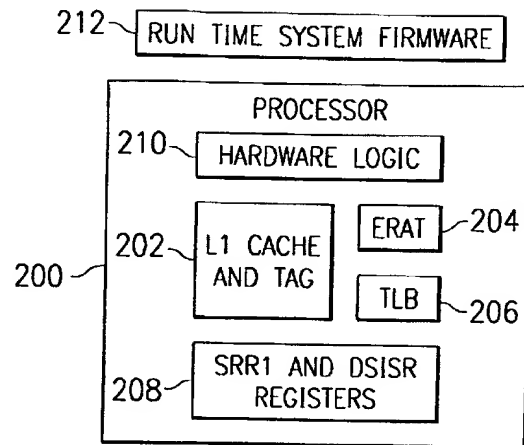 212
RUN TIME SYSTEM FIRMWARE
PROCESSOR
210
HARDWARE LOGIC
202
L1 CACHE
AND TAG
ERAT
204
200
TLB
206
208
SRR1 AND DSISR
REGISTERS